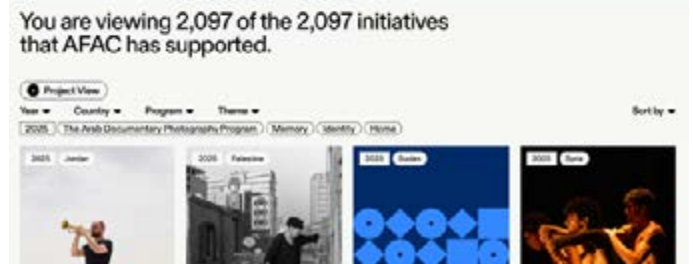 You are viewing 2,097 of the 2,097 initiatives
that AFAC has supported.
Project View
Year Country Program Theme Sort by
2025 The Arab Documentary Photography Program Memory Identity Home
2025 Jordan 2025 Palestine 2025 Sudan 2025 Syria